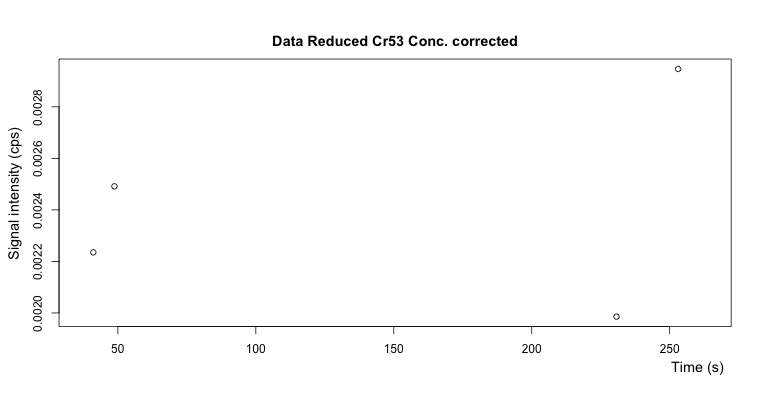 Data Reduced Cr53 Conc. corrected
Signal intensity (cps)
0.0028
0.0026
0.0024
0.0022
0.0020
50 100 150 200 250
Time (s)